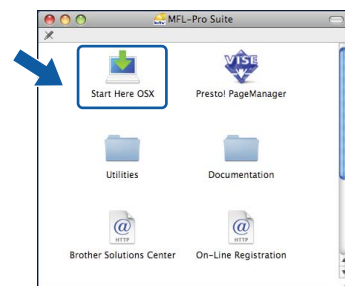 MFL-Pro Suite
VISE
Start Here OSX
Presto! PageManager
Utilities
Documentation
@
HTTP
@
HTTP
Brother Solutions Center
On-Line Registration